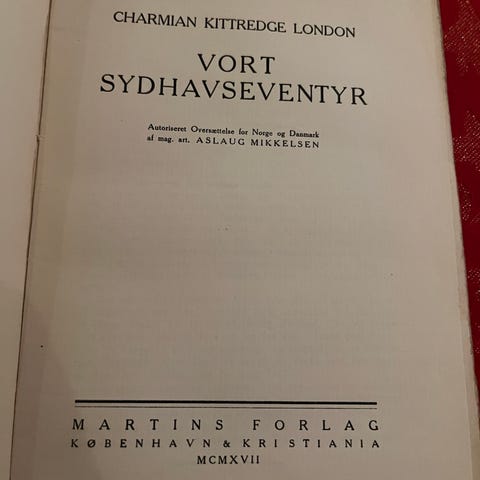 CHARMIAN KITTREDGE LONDON
VORT
SYDHAVSEVENTYR
Autoriseret Oversættelse for Norge og Danmark
af mag. art. ASLAUG MIKKELSEN
MARTINS FORLAG
KØBENHAVN & KRISTIANIA
MCMXVII